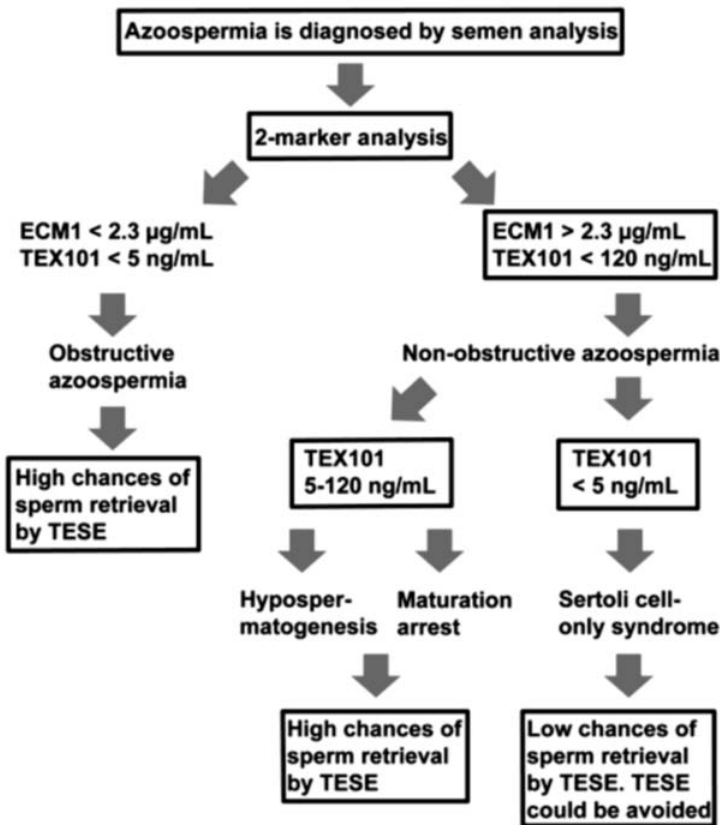 Azoospermia is diagnosed by semen analysis
2-marker analysis
ECM1 < 2.3 µg/mL
TEX101 < 5 ng/mL
ECM1 > 2.3 µg/mL
TEX101 < 120 ng/mL
Obstructive
azoospermia
Non-obstructive azoospermia
High chances of
sperm retrieval
by TESE
TEX101
5-120 ng/mL
TEX101
< 5 ng/mL
Hyposper-
matogenesis
Maturation
arrest
Sertoli cell-
only syndrome
High chances of
sperm retrieval
by TESE
Low chances of
sperm retrieval
by TESE. TESE
could be avoided